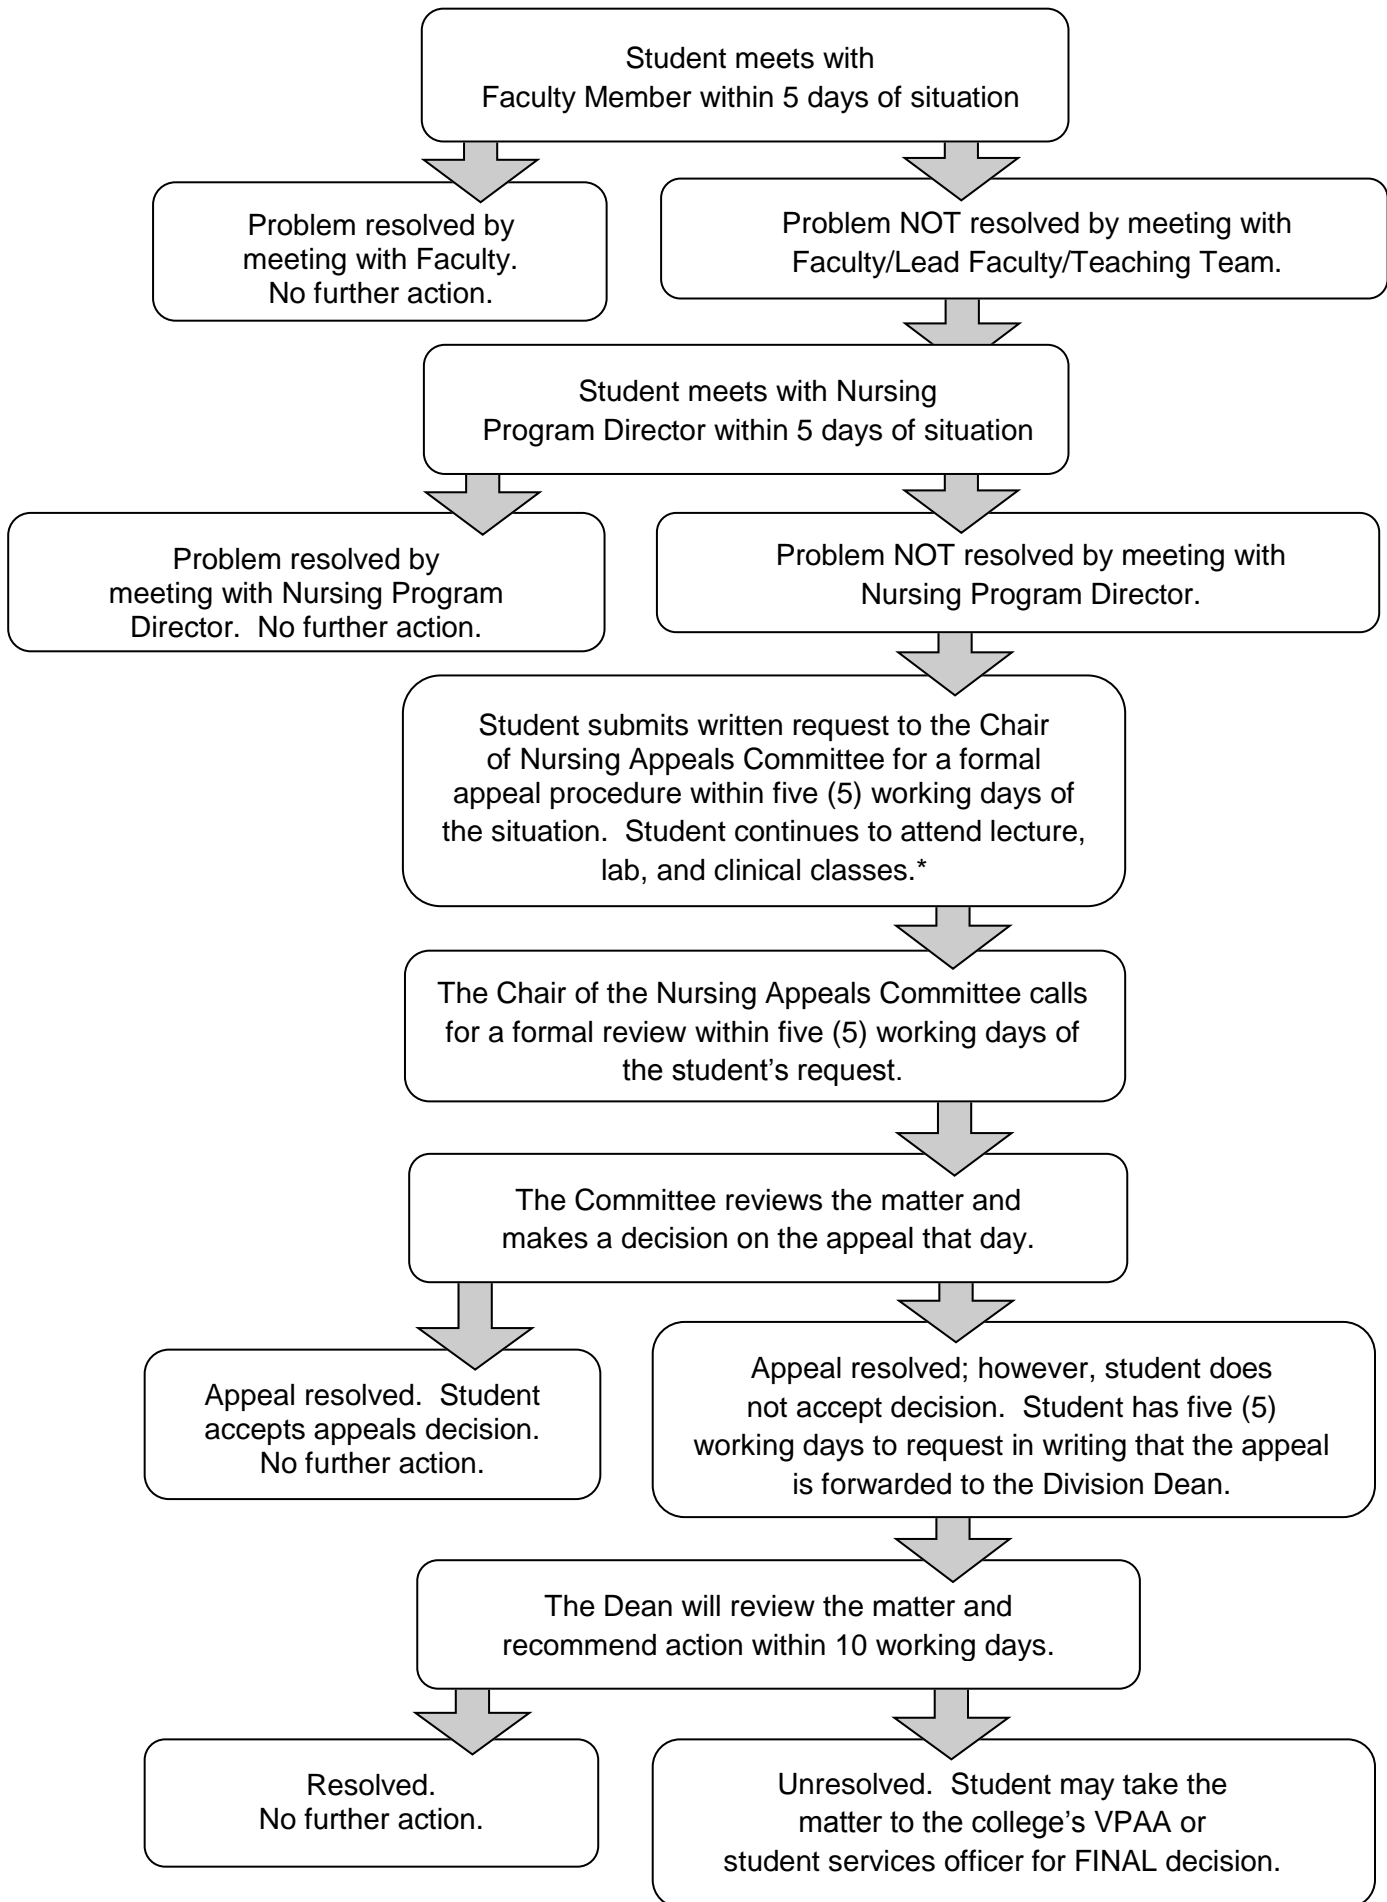 Student meets with
Faculty Member within 5 days of situation
Problem resolved by
meeting with Faculty.
No further action.
Problem NOT resolved by meeting with
Faculty/Lead Faculty/Teaching Team.
Student meets with Nursing
Program Director within 5 days of situation
Problem resolved by
meeting with Nursing Program
Director.  No further action.
Problem NOT resolved by meeting with
Nursing Program Director.
Student submits written request to the Chair
of Nursing Appeals Committee for a formal
appeal procedure within five (5) working days of
the situation.  Student continues to attend lecture,
lab, and clinical classes.*
The Chair of the Nursing Appeals Committee calls
for a formal review within five (5) working days of
the student’s request.
The Committee reviews the matter and
makes a decision on the appeal that day.
Appeal resolved.  Student
accepts appeals decision.
No further action.
Appeal resolved; however, student does
not accept decision.  Student has five (5)
working days to request in writing that the appeal
is forwarded to the Division Dean.
The Dean will review the matter and
recommend action within 10 working days.
Resolved.
No further action.
Unresolved.  Student may take the
matter to the college’s VPAA or
student services officer for FINAL decision.